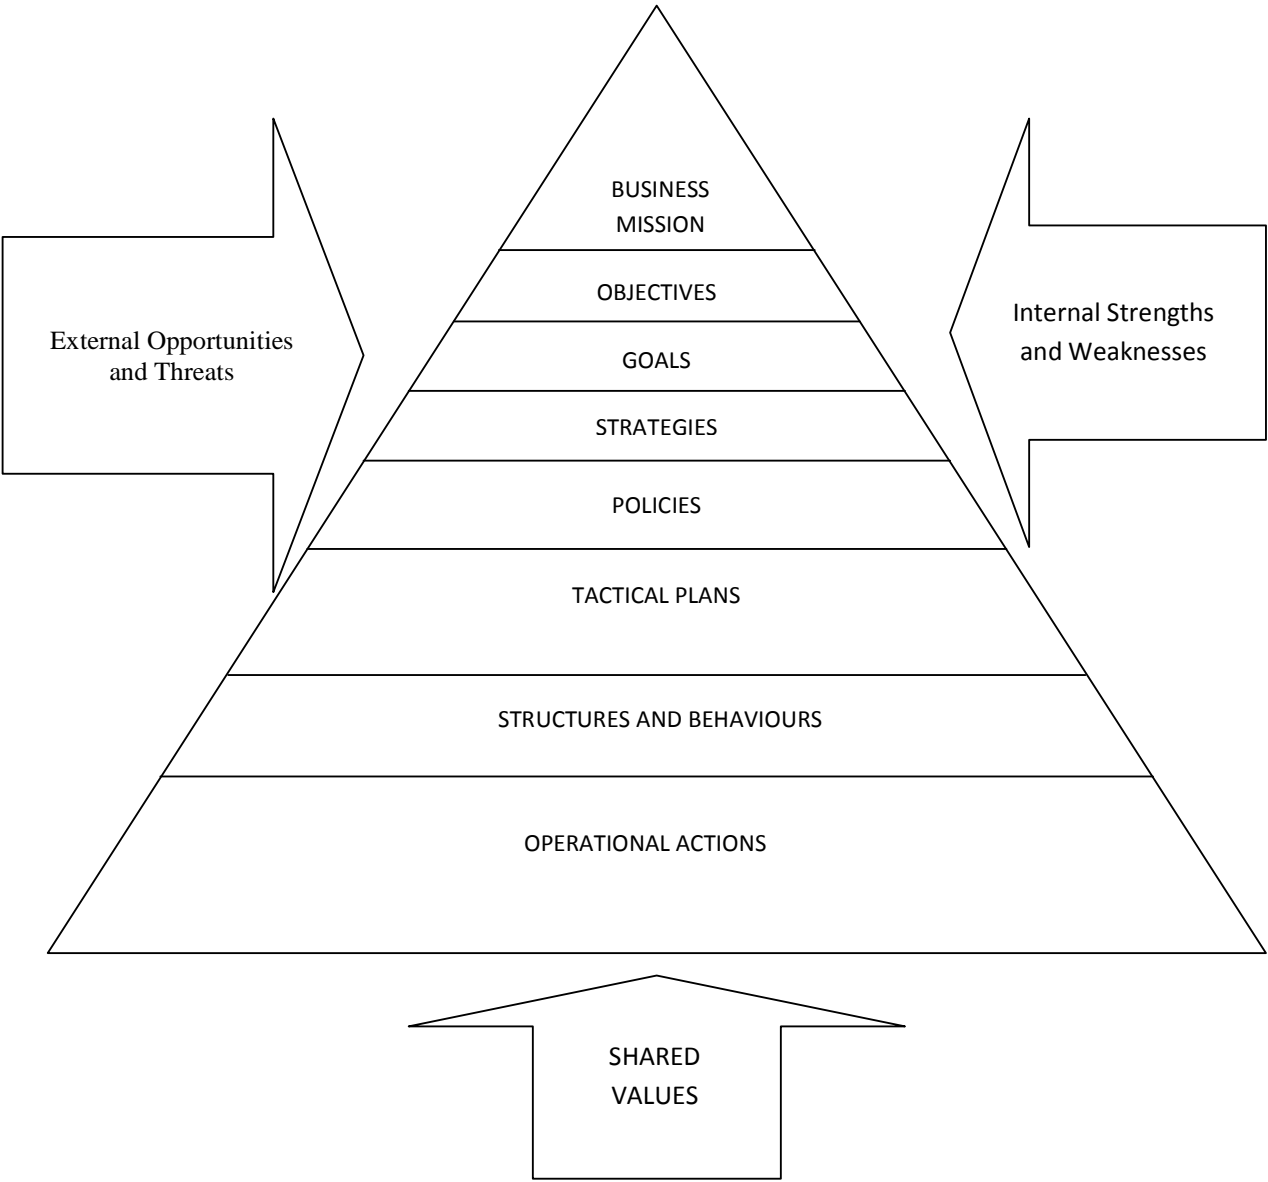 BUSINESS
MISSION
OBJECTIVES
External Opportunities
and Threats
Internal Strengths
and Weaknesses
GOALS
STRATEGIES
POLICIES
TACTICAL PLANS
STRUCTURES AND BEHAVIOURS
OPERATIONAL ACTIONS
SHARED
VALUES